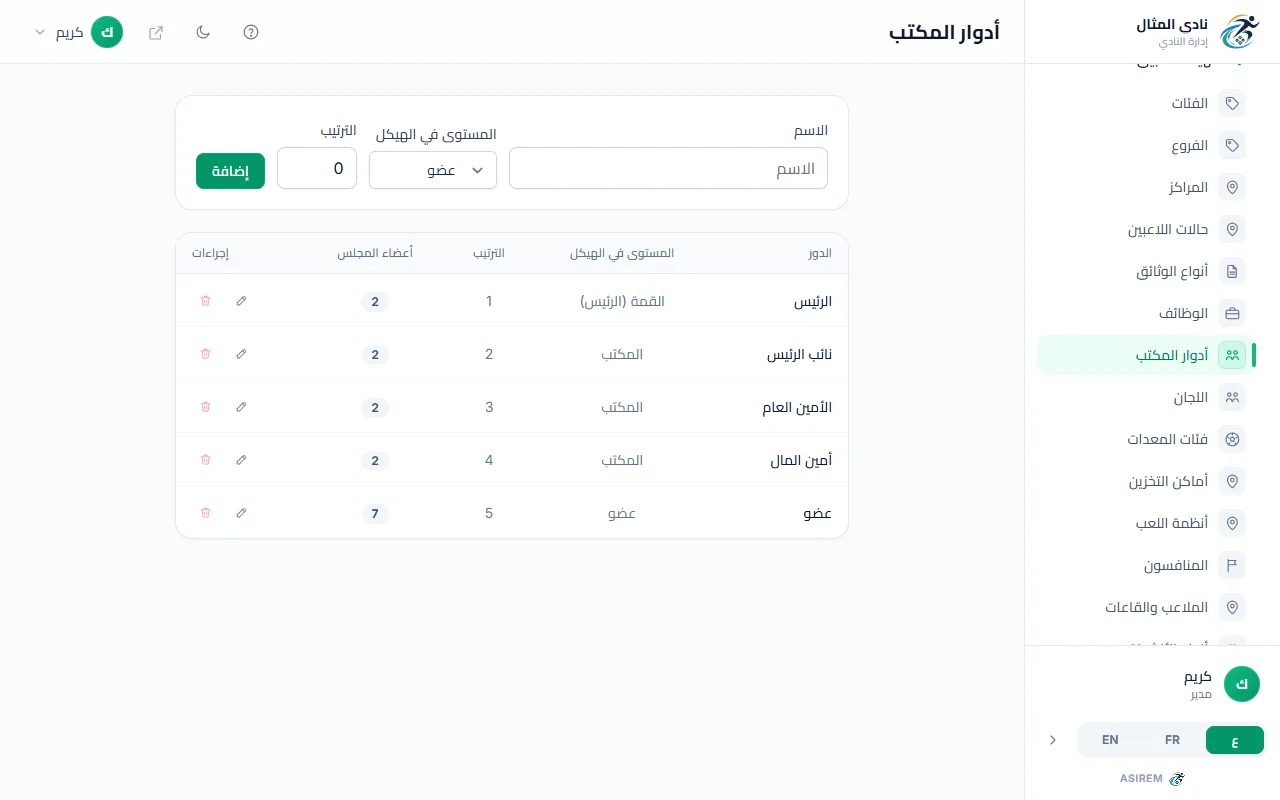 نادي المثال
إدارة النادي
الفئات
الفروع
المراكز
حالات اللاعبين
أنواع الوثائق
الوظائف
أدوار المكتب
اللجان
فئات المعدات
أماكن التخزين
أنظمة اللعب
المنافسون
الملاعب والقاعات
ك
كريم
مدير
ع FR EN
ASIREM
أدوار المكتب
ك كريم
الاسم المستوى في الهيكل الترتيب
الاسم عضو 0 إضافة
الدور المستوى في الهيكل الترتيب أعضاء المجلس إجراءات
الرئيس القمة (الرئيس) 1 2
نائب الرئيس المكتب 2 2
الأمين العام المكتب 3 2
أمين المال المكتب 4 2
عضو عضو 5 7